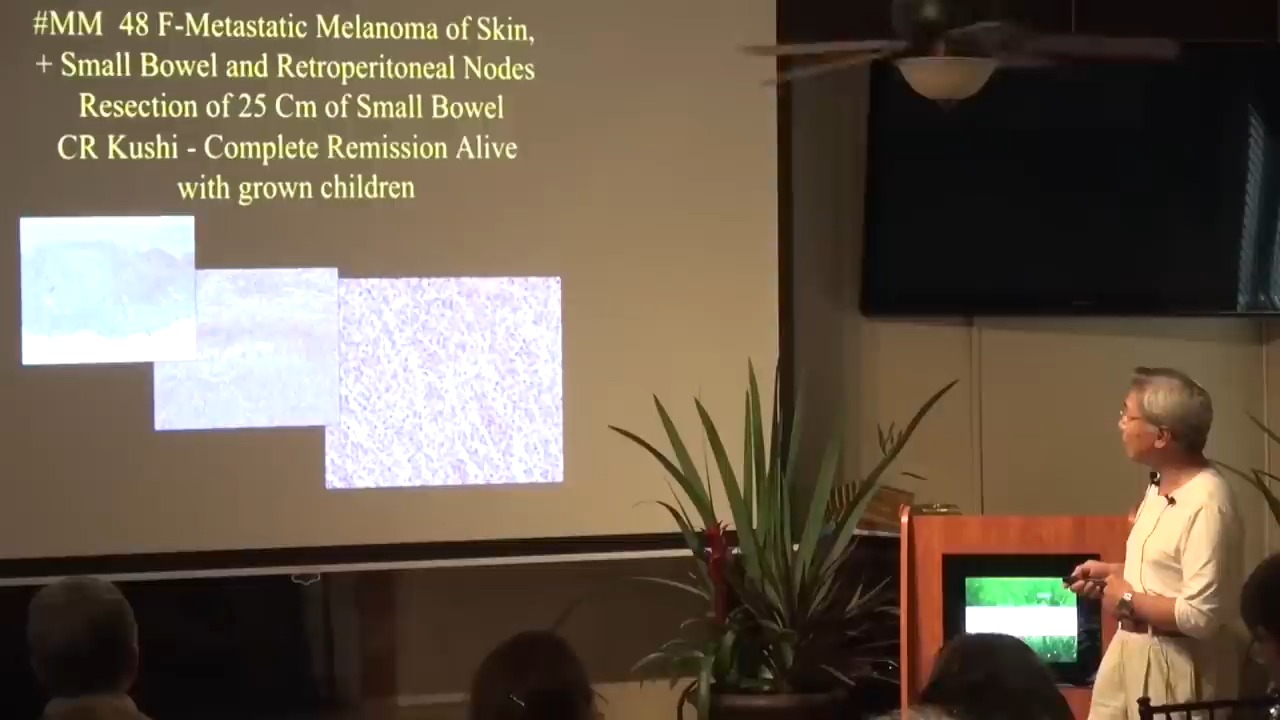 #MM 48 F-Metastatic Melanoma of Skin,
+ Small Bowel and Retroperitoneal Nodes
Resection of 25 Cm of Small Bowel
CR Kushi - Complete Remission Alive
with grown children